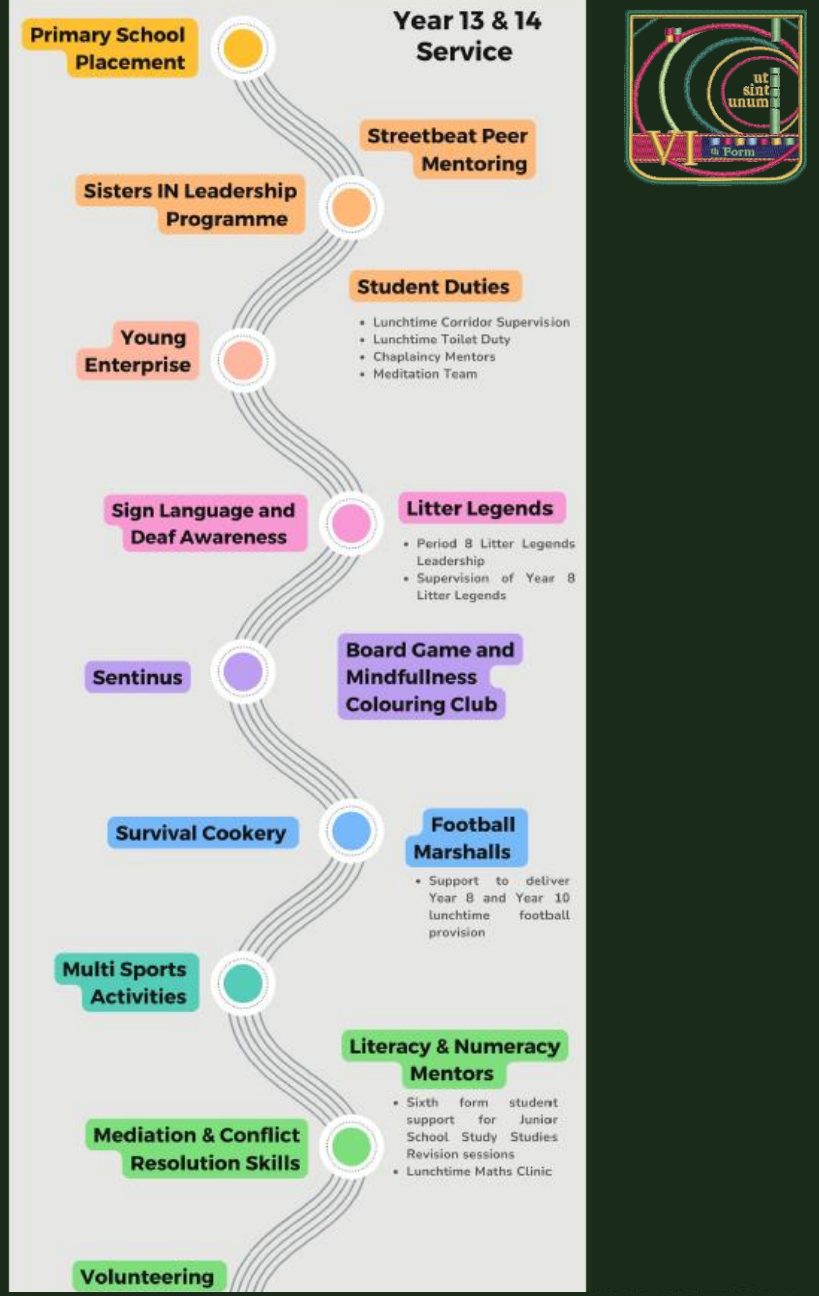 Year 13 & 14
Service
Primary School
Placement
Streetbeat Peer
Mentoring
Sisters IN Leadership
Programme
Student Duties
• Lunchtime Corridor Supervision
• Lunchtime Toilet Duty
• Chaplaincy Mentors
• Meditation Team
Young
Enterprise
Sign Language and
Deaf Awareness
Litter Legends
• Period 8 Litter Legends
Leadership
• Supervision of Year 8
Litter Legends
Sentinus
Board Game and
Mindfullness
Colouring Club
Survival Cookery
Football
Marshalls
• Support to deliver
Year 8 and Year 10
lunchtime football
provision
Multi Sports
Activities
Literacy & Numeracy
Mentors
• Sixth form student
support for Junior
School Study Studies
Revision sessions
• Lunchtime Maths Clinic
Mediation & Conflict
Resolution Skills
Volunteering
ut
sint
unum
VI
th Form